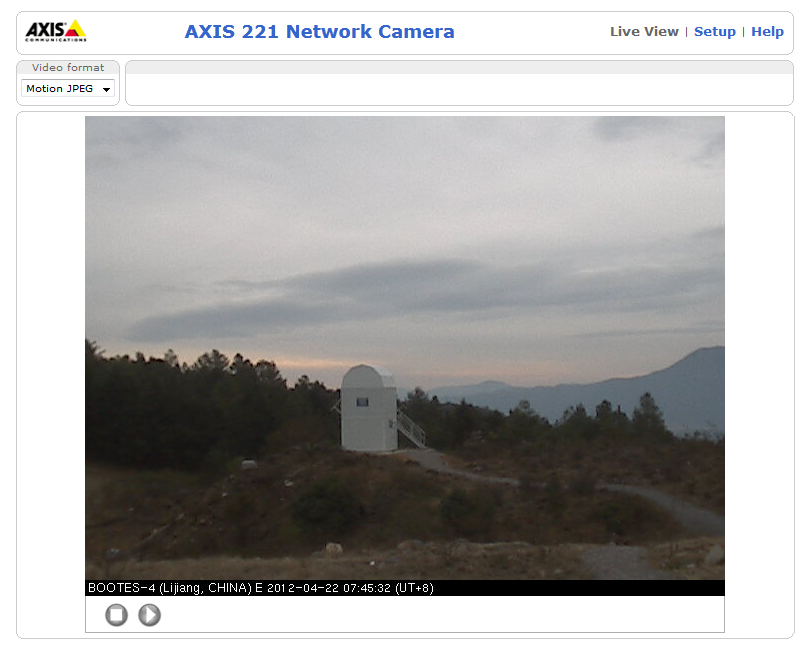 AXIS
COMMUNICATIONS
AXIS 221 Network Camera
Live View | Setup | Help
Video format
Motion JPEG
BOOTES-4 (Lijiang, CHINA) E 2012-04-22 07:45:32 (UT+8)